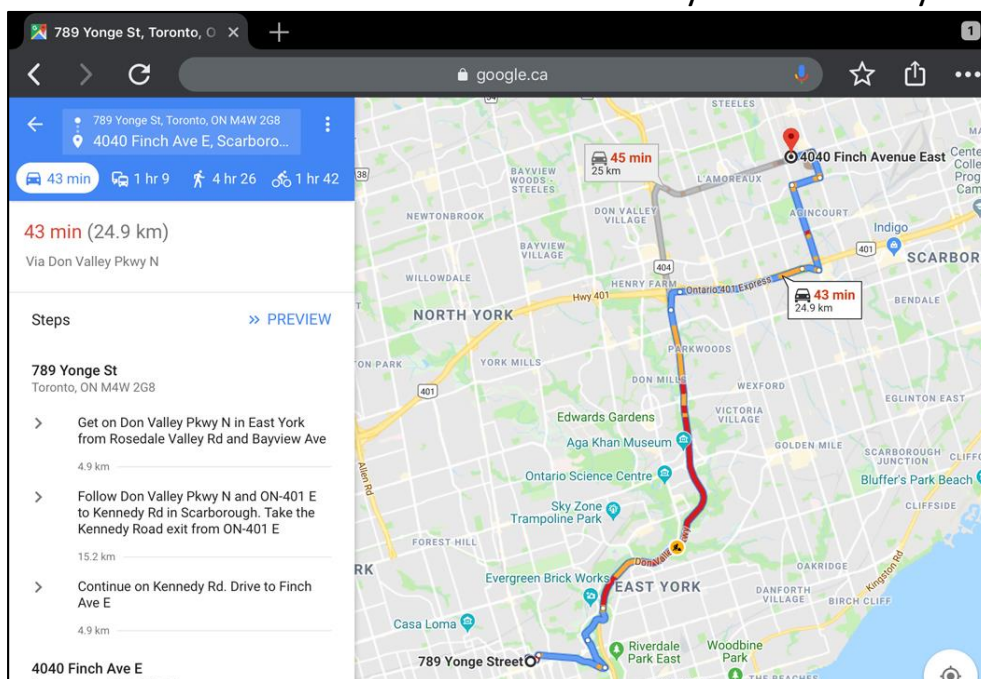 789 Yonge St, Toronto, O
1
google.ca
789 Yonge St, Toronto, ON M4W 2G8
4040 Finch Ave E, Scarboro...
43 min
1 hr 9
4 hr 26
1 hr 42
43 min (24.9 km)
Via Don Valley Pkwy N
Steps
PREVIEW
789 Yonge St
Toronto, ON M4W 2G8
Get on Don Valley Pkwy N in East York
from Rosedale Valley Rd and Bayview Ave
4.9 km
Follow Don Valley Pkwy N and ON-401 E
to Kennedy Rd in Scarborough. Take the
Kennedy Road exit from ON-401 E
15.2 km
Continue on Kennedy Rd. Drive to Finch
Ave E
4.9 km
4040 Finch Ave E
STEELES
45 min
25 km
4040 Finch Avenue East
BAYVIEW
WOODS -
STEELES
L'AMOREAUX
NEWTONBROOK
DON VALLEY
VILLAGE
AGINCOURT
Indigo
BAYVIEW
VILLAGE
401
SCARBOR
404
WILLOWDALE
HENRY FARM
Ontario 401 Express
Hwy 401
43 min
24.9 km
BENDALE
NORTH YORK
PARKWOODS
YORK MILLS
DON MILLS
WEXFORD
401
VICTORIA
VILLAGE
EGLINTON EAST
Edwards Gardens
Aga Khan Museum
GOLDEN MILE
SCARBOROUGH
JUNCTION
Ontario Science Centre
Bluffer's Park Beach
Allen Rd
Sky Zone
Trampoline Park
CLIFFSIDE
FOREST HILL
OAKRIDGE
Kingston Rd
Evergreen Brick Works
EAST YORK
DANFORTH
VILLAGE
BIRCH CLIFF
Casa Loma
Riverdale
Park East
Woodbine
Park
789 Yonge Street
THE BEACHES